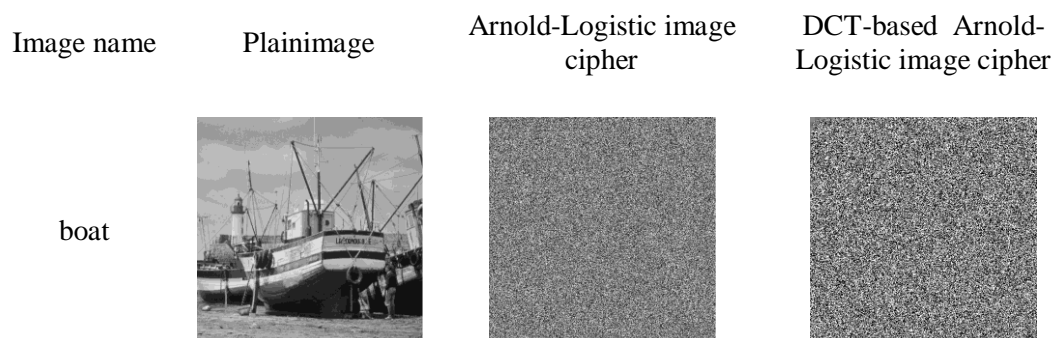 Image name
Plainimage
Arnold-Logistic image
cipher
DCT-based Arnold-
Logistic image cipher
boat